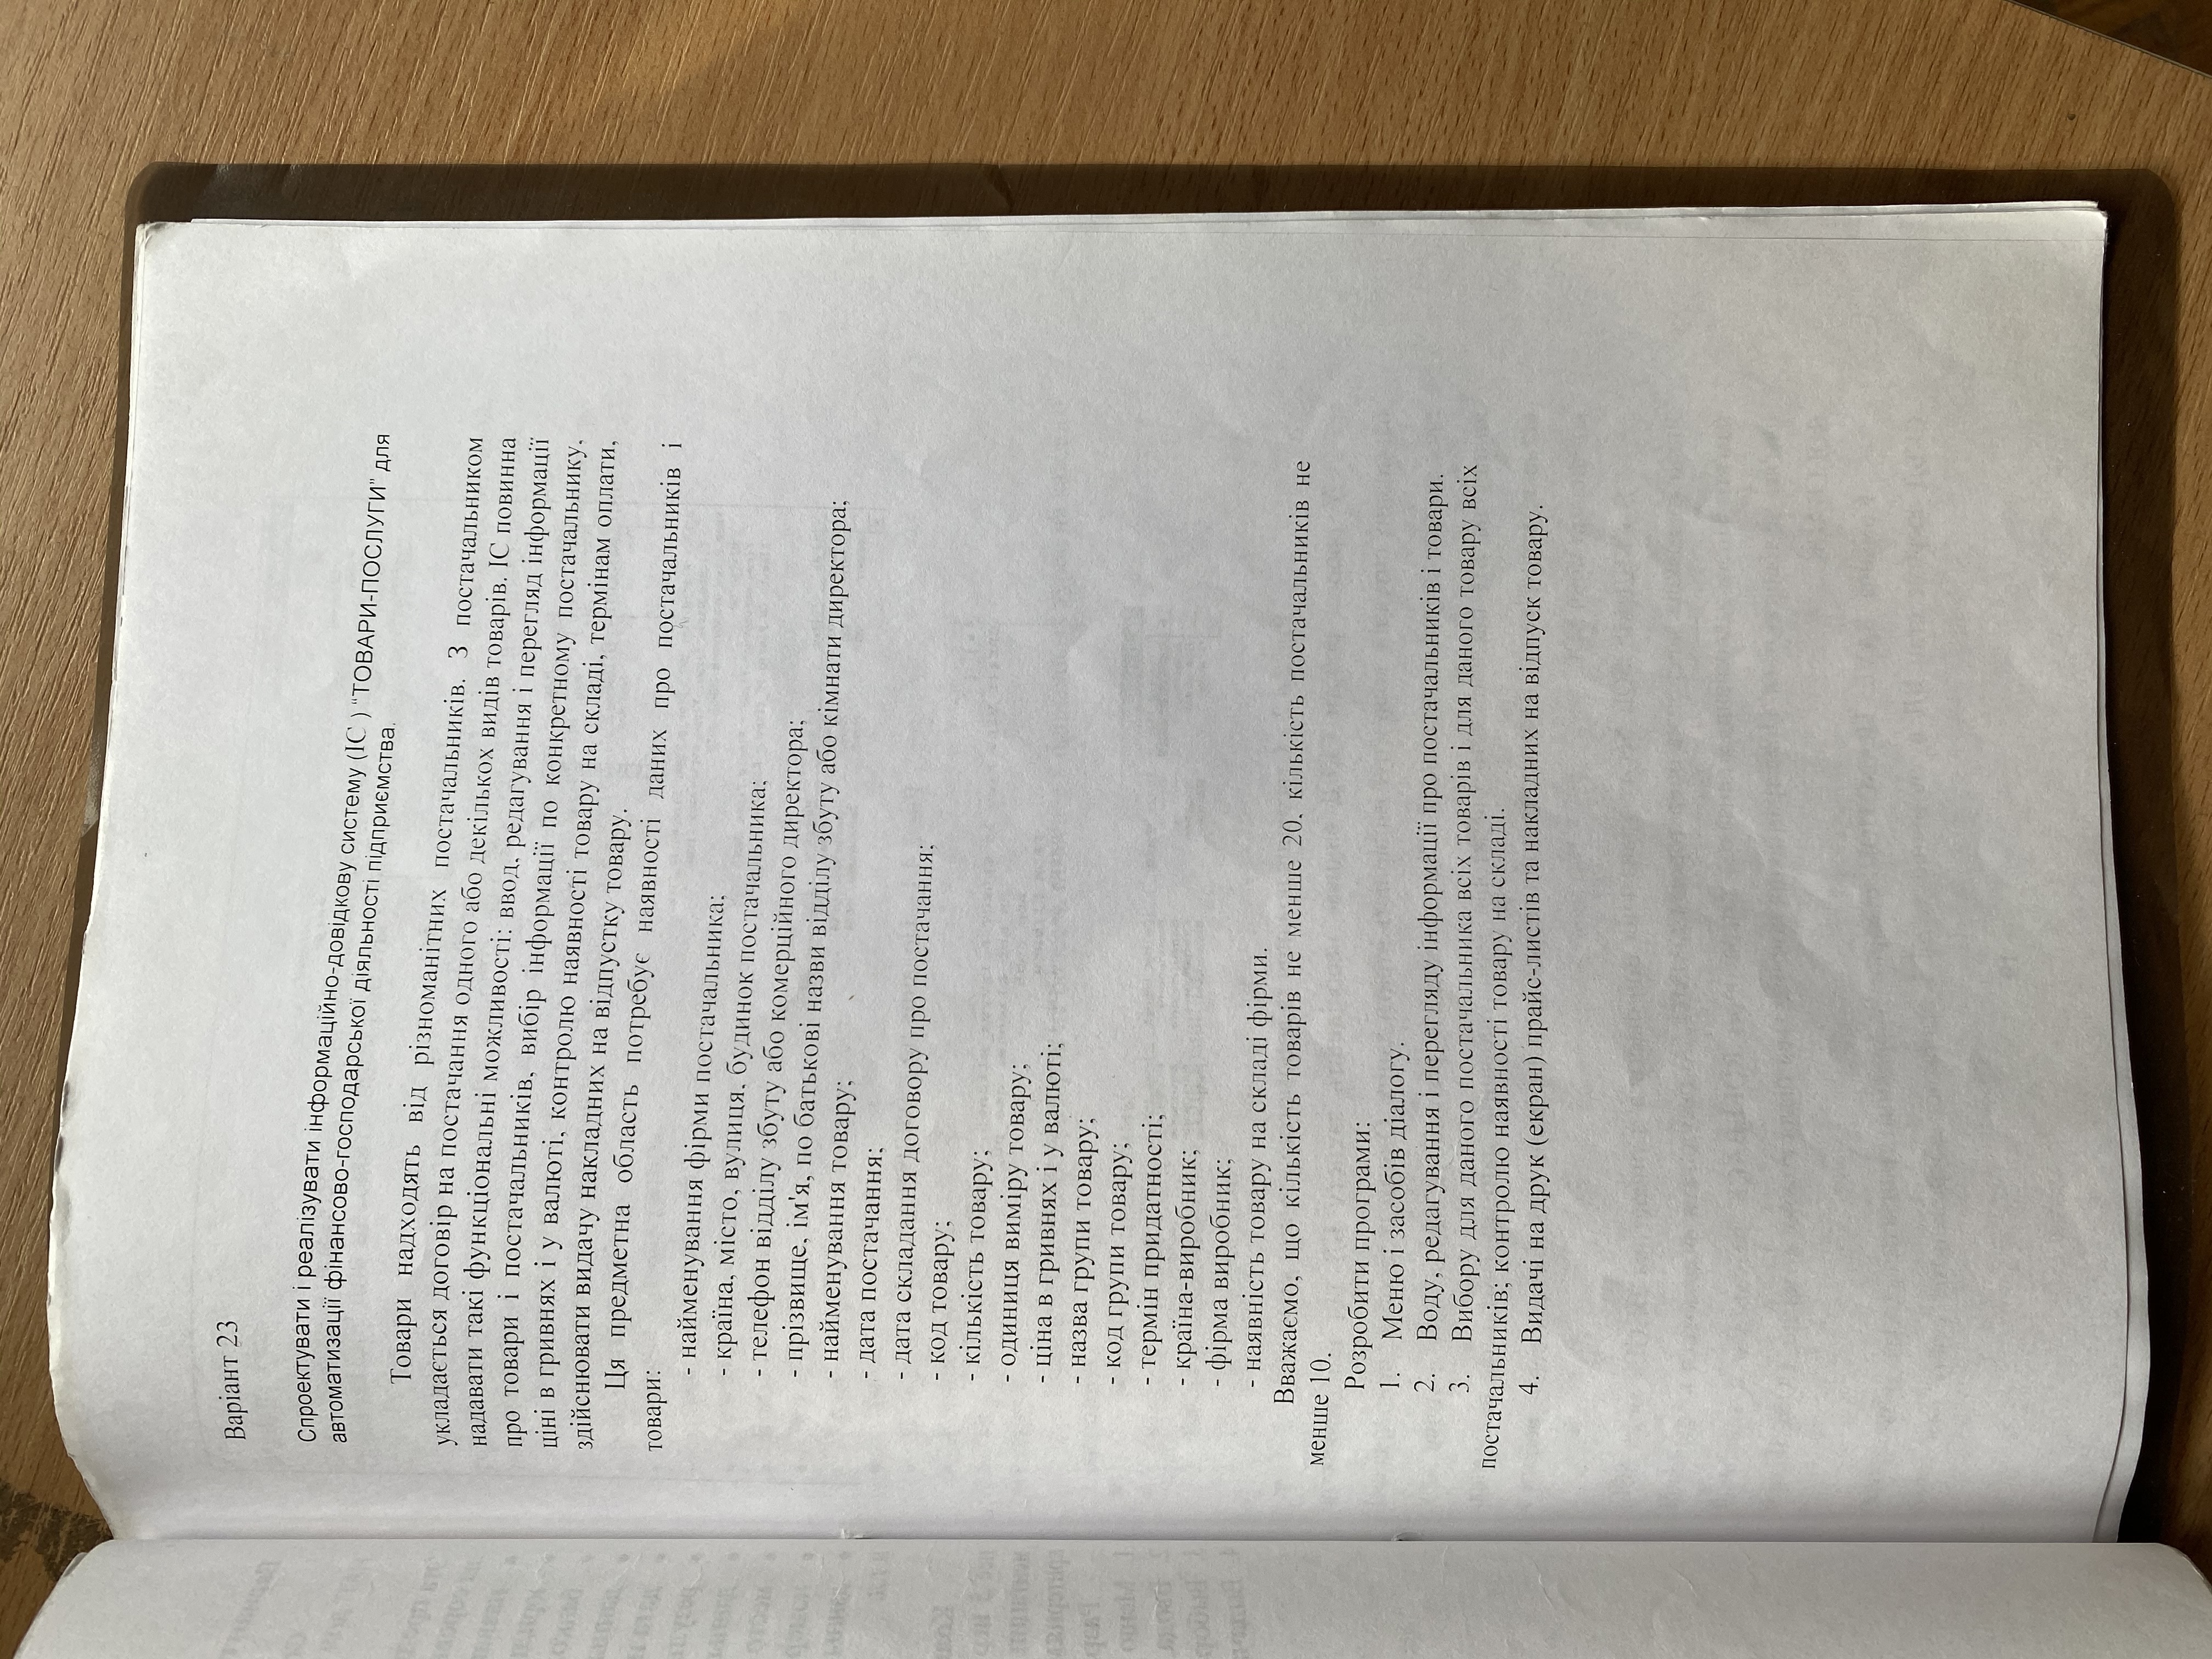 Варіант 23
Спроектувати і реалізувати інформаційно-довідкову систему (ІС ) “ТОВАРИ-ПОСЛУГИ” для
автоматизації фінансово-господарської діяльності підприємства.
Товари надходять від різноманітних постачальників. З постачальником
укладається договір на постачання одного або декількох видів товарів. ІС повинна
надавати такі функціональні можливості: ввод, редагування і перегляд інформації
про товари і постачальників, вибір інформації по конкретному постачальнику,
ціні в гривнях і у валюті, контролю наявності товару на складі, термінам оплати,
здійснювати видачу накладних на відпустку товару.
Ця предметна область потребує наявності даних про постачальників і
товари:
- найменування фірми постачальника;
- країна, місто, вулиця, будинок постачальника;
- телефон відділу збуту або комерційного директора;
- прізвище, ім'я, по батькові назви відділу збуту або кімнати директора;
- найменування товару;
- дата постачання;
- дата складання договору про постачання;
- код товару;
- кількість товару;
- одиниця виміру товару;
- ціна в гривнях і у валюті;
- назва групи товару;
- код групи товару;
- термін придатності;
- країна-виробник;
- фірма виробник;
- наявність товару на складі фірми.
Вважаємо, що кількість товарів не менше 20, кількість постачальників не
менше 10.
Розробити програми:
1. Меню і засобів діалогу.
2. Воду, редагування і перегляду інформації про постачальників і товари.
3. Вибору для даного постачальника всіх товарів і для даного товару всіх
постачальників; контролю наявності товару на складі.
4. Видачі на друк (екран) прайс-листів та накладних на відпуск товару.